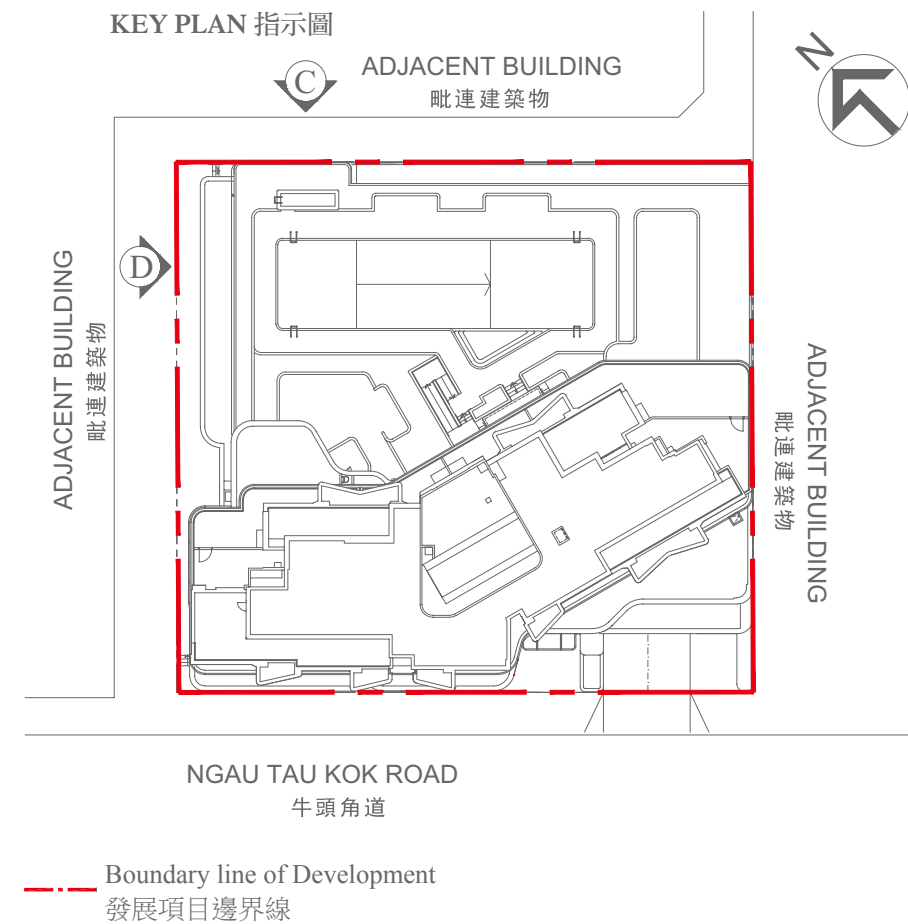 KEY PLAN 指示圖
C
ADJACENT BUILDING
毗連建築物
N
D
ADJACENT BUILDING
毗連建築物
ADJACENT BUILDING
毗連建築物
NGAU TAU KOK ROAD
牛頭角道
Boundary line of Development
發展項目邊界線